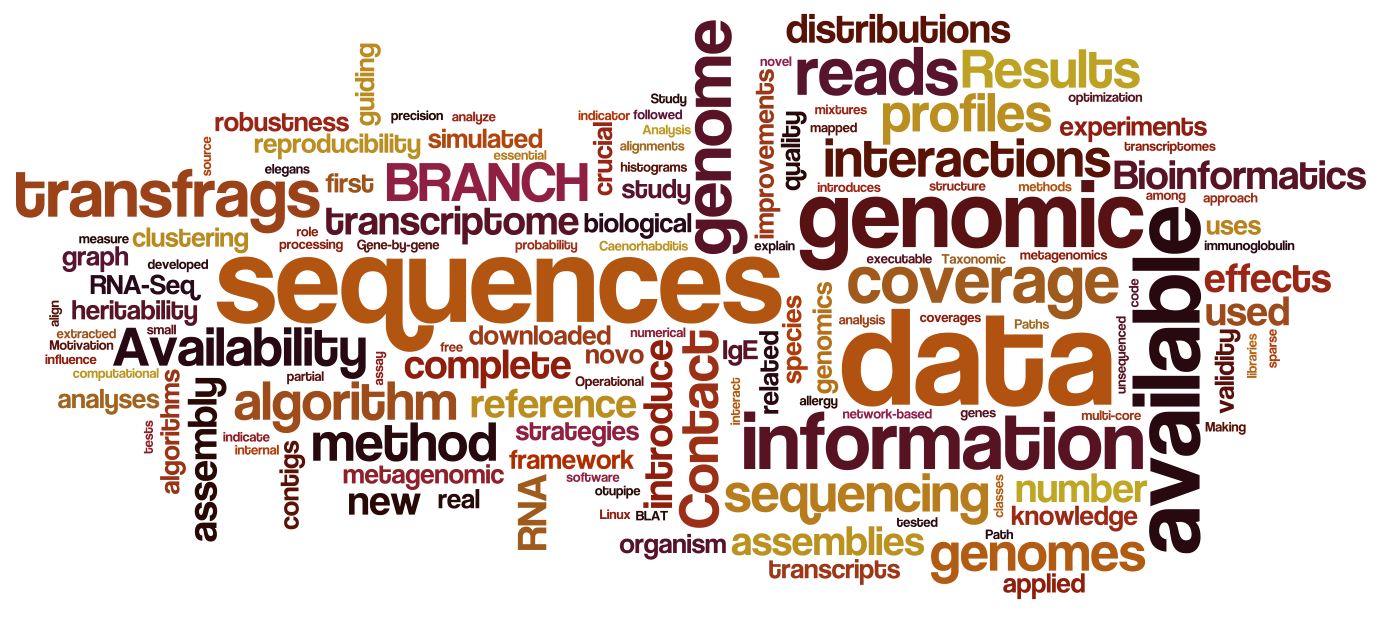 distributions
genome
novel
reads
Results
guiding
improvements
optimization
Study
profiles
mixtures
precision
analyze
indicator
followed
quality
robustness
mapped
experiments
crucial
Analysis
simulated
reproducibility
source
essential
alignments
interactions
transcriptomes
elegans
histograms
transfrags
first
BRANCH
study
Bioinformatics
introduces
structure
methods
among
approach
genomic
transcriptome
biological
available
uses
role
measure
clustering
processing
Gene-by-gene
probability
Caenorhabditis
explain
immunoglobulin
graph
developed
sequences
executable
Taxonomic
metagenomics
RNA-Seq
coverage
code
effects
heritability
align
species
genomics
used
extracted
small
Availability
downloaded
numerical
analysis
coverages
Paths
data
unsequenced
Motivation
free
novo
Contact
IgE
related
validity
libraries
sparse
influence
complete
introduce
computational
partial
assay
Operational
interact
analyses
algorithms
assembly
algorithm
reference
allergy
network-based
genes
multi-core
tests
indicate
internal
contigs
method
strategies
information
Making
metagenomic
framework
software
RNA
new
real
otupipe
sequencing
classes
number
Linux
BLAT
tested
knowledge
organism
assemblies
Path
genomes
transcripts
applied